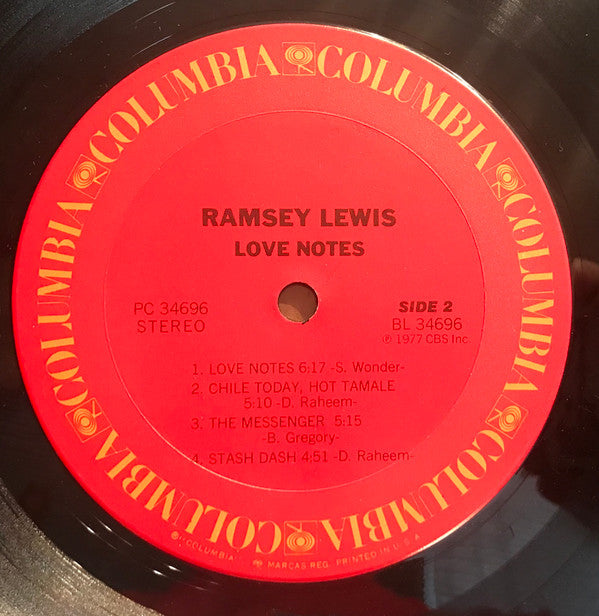 COLUMBIA COLUMBIA COLUMBIA COLUMBIA COLUMBIA COLUMBIA
RAMSEY LEWIS
LOVE NOTES
PC 34696
STEREO
SIDE 2
BL 34696
℗ 1977 CBS Inc.
1. LOVE NOTES 6:17 -S. Wonder-
2. CHILE TODAY, HOT TAMALE
5:10 -D. Raheem-
3. THE MESSENGER 5:15
-B. Gregory-
4. STASH DASH 4:51 -D. Raheem-
"COLUMBIA", MARCAS REG. PRINTED IN U.S.A.